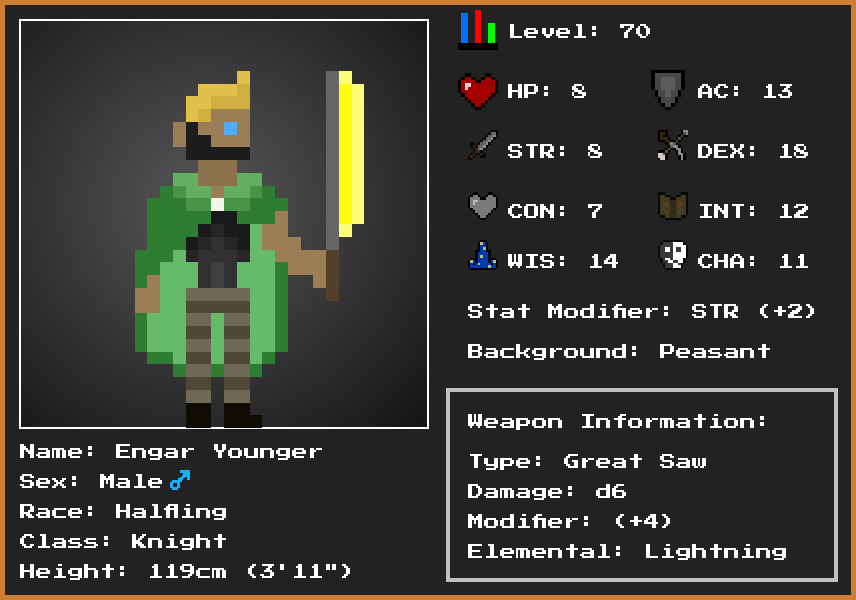 Level: 70
HP: 8
AC: 13
STR: 8
DEX: 18
CON: 7
INT: 12
WIS: 14
CHA: 11
Stat Modifier: STR (+2)
Background: Peasant
Weapon Information:
Type: Great Saw
Damage: d6
Modifier: (+4)
Elemental: Lightning
Name: Engar Younger
Sex: Male♂
Race: Halfling
Class: Knight
Height: 119cm (3'11")